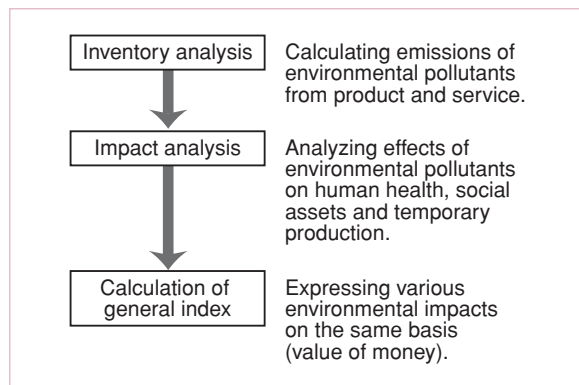 Inventory analysis
Calculating emissions of
environmental pollutants
from product and service.
Impact analysis
Analyzing effects of
environmental pollutants
on human health, social
assets and temporary
production.
Calculation of
general index
Expressing various
environmental impacts
on the same basis
(value of money).